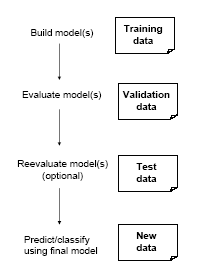 Build model(s)
Training
data
Evaluate model(s)
Validation
data
Reevaluate model(s)
(optional)
Test
data
Predict/classify
using final model
New
data